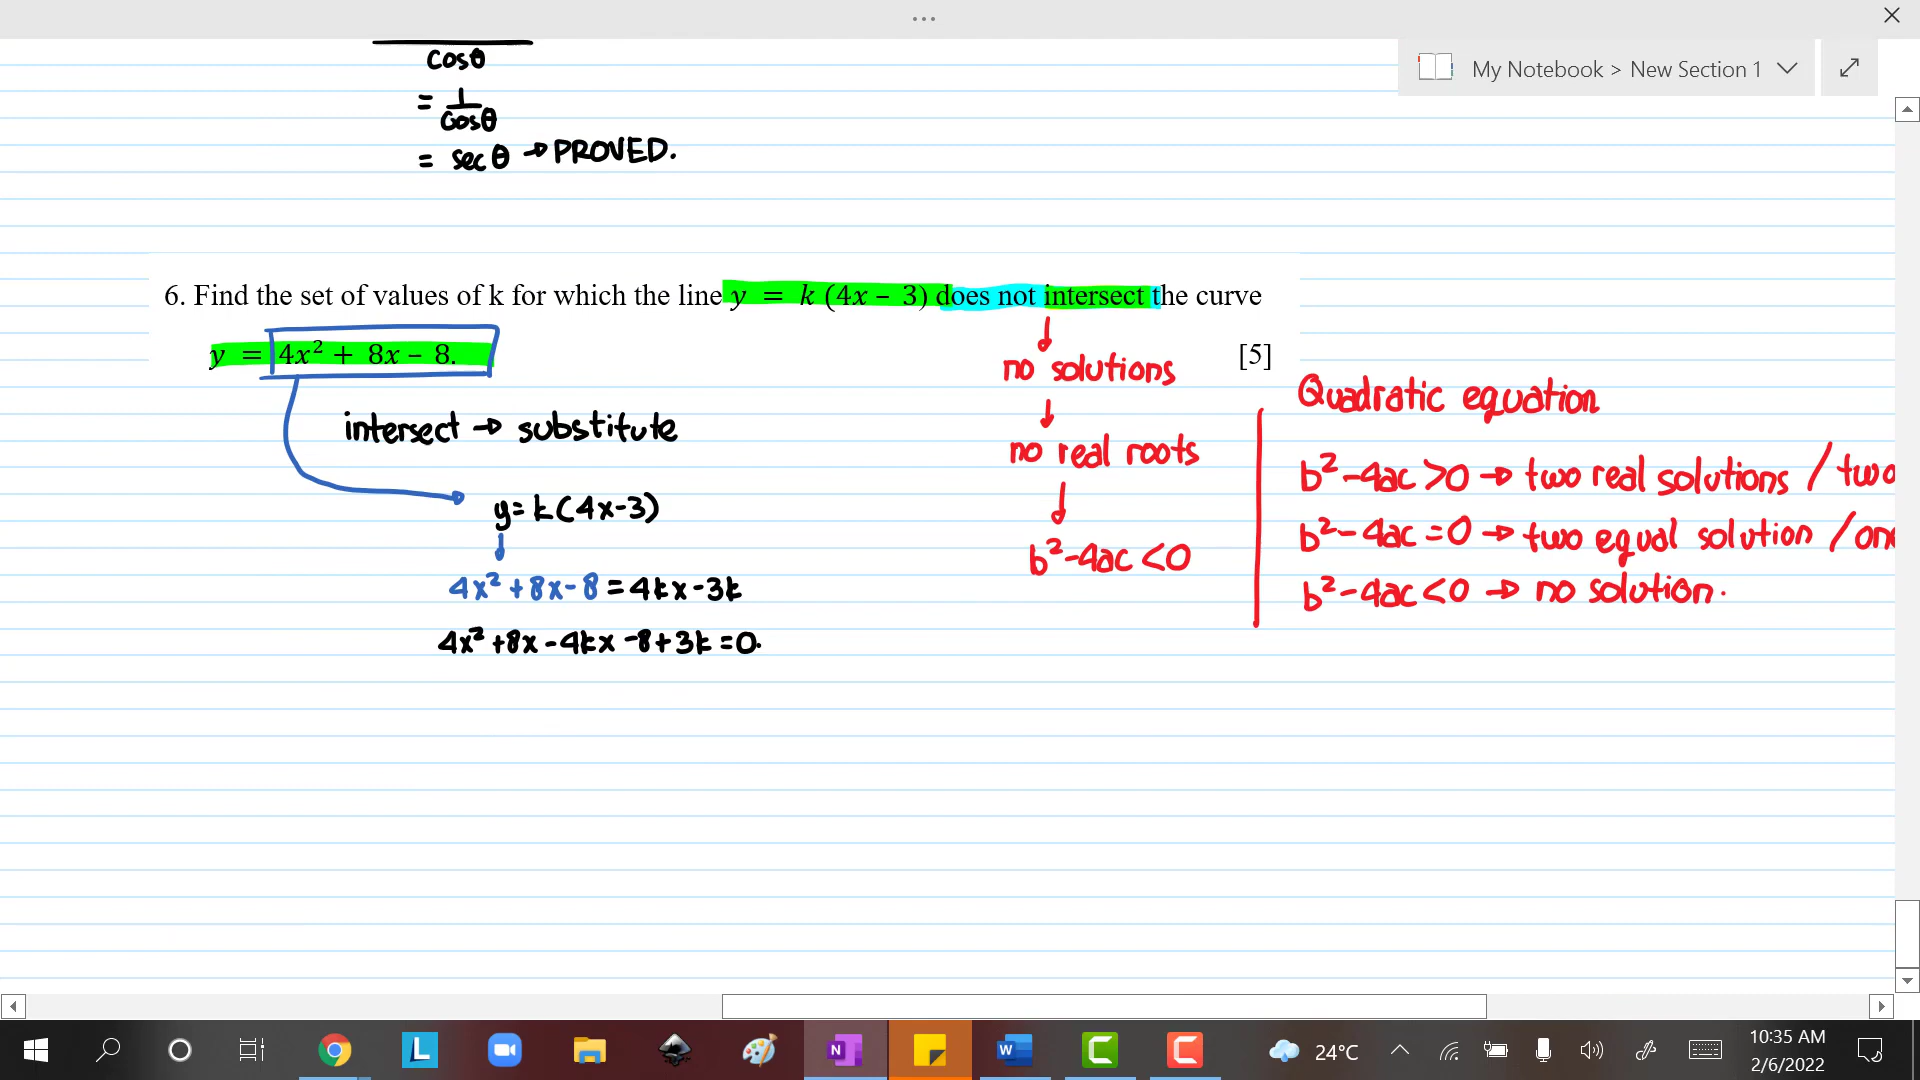 ...
My Notebook > New Section 1
cosθ
= 1/cosθ
= secθ → PROVED.
6. Find the set of values of k for which the line y = k (4x – 3) does not intersect the curve
y = 4x² + 8x – 8. [5]
intersect → substitute
y = k(4x-3)
4x² + 8x - 8 = 4kx - 3k
4x² + 8x - 4kx - 8 + 3k = 0.
no solutions
no real roots
b² - 4ac < 0
Quadratic equation
b² - 4ac > 0 → two real solutions / two
b² - 4ac = 0 → two equal solution / one
b² - 4ac < 0 → no solution.
L
N
W
24°C
10:35 AM
2/6/2022